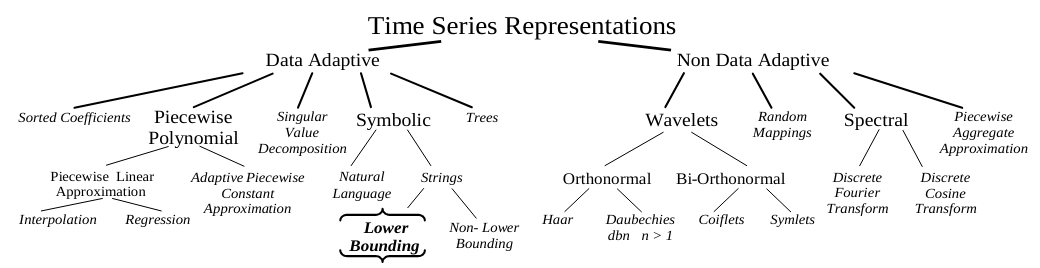 Time Series Representations
Data Adaptive
Non Data Adaptive
Sorted Coefficients
Piecewise
Polynomial
Singular
Value
Decomposition
Symbolic
Trees
Wavelets
Random
Mappings
Spectral
Piecewise
Aggregate
Approximation
Piecewise Linear
Approximation
Adaptive Piecewise
Constant
Approximation
Natural
Language
Strings
Orthonormal
Bi-Orthonormal
Discrete
Fourier
Transform
Discrete
Cosine
Transform
Interpolation
Regression
Lower
Bounding
Non- Lower
Bounding
Haar
Daubechies
dbn n > 1
Coiflets
Symlets